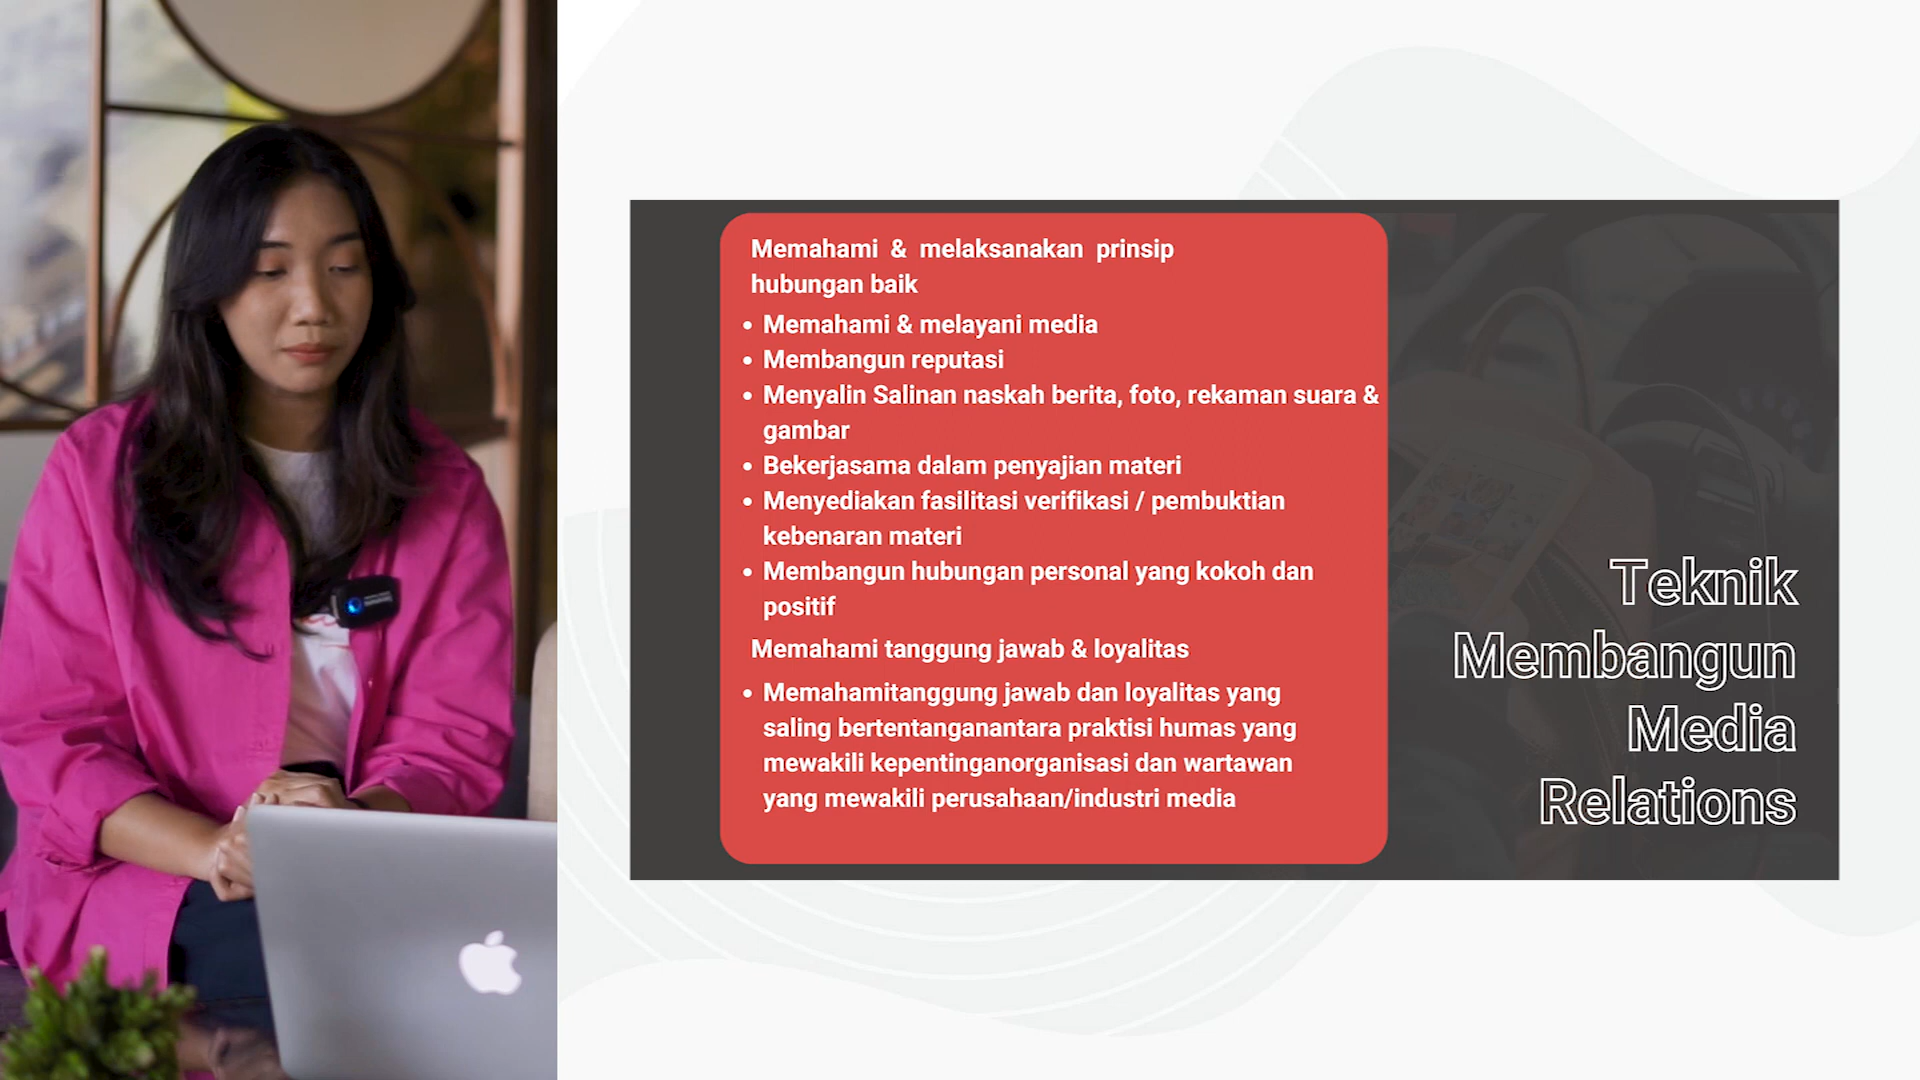 Memahami & melaksanakan prinsip
hubungan baik
• Memahami & melayani media
• Membangun reputasi
• Menyalin Salinan naskah berita, foto, rekaman suara &
gambar
• Bekerjasama dalam penyajian materi
• Menyediakan fasilitasi verifikasi / pembuktian
kebenaran materi
• Membangun hubungan personal yang kokoh dan
positif
Memahami tanggung jawab & loyalitas
• Memahamitanggung jawab dan loyalitas yang
saling bertentanganantara praktisi humas yang
mewakili kepentinganorganisasi dan wartawan
yang mewakili perusahaan/industri media
Teknik
Membangun
Media
Relations